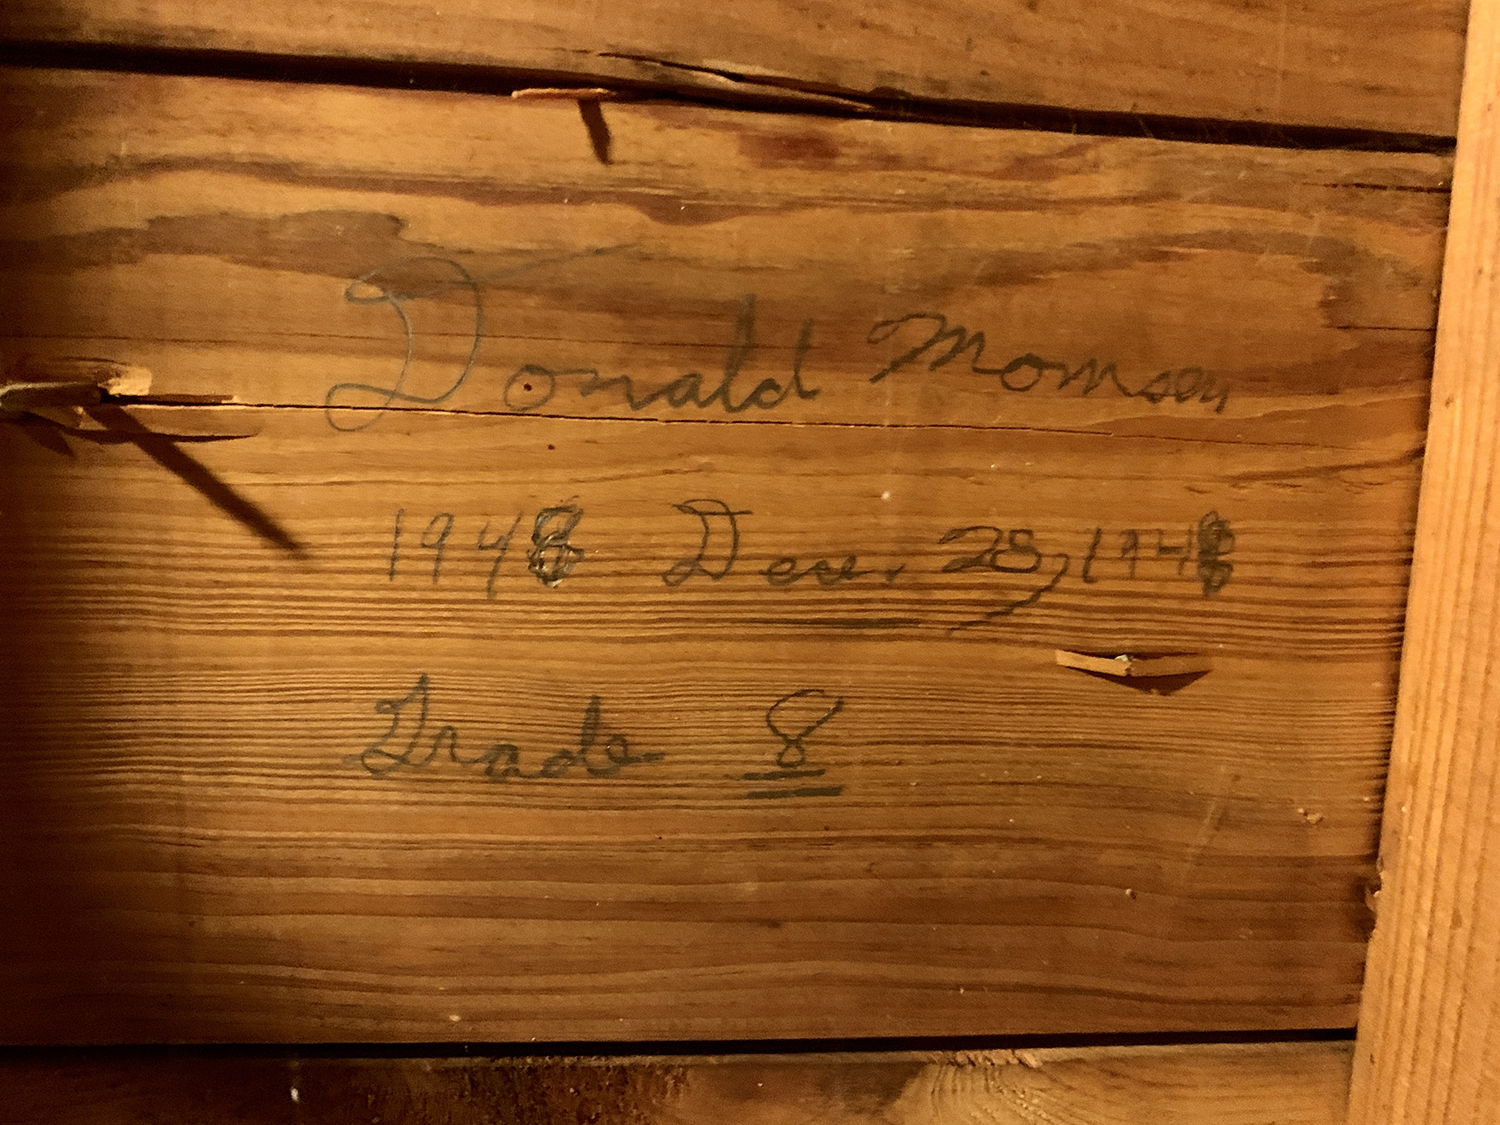 Donald Momsen
1948 Dec. 28, 1948
Grade 8